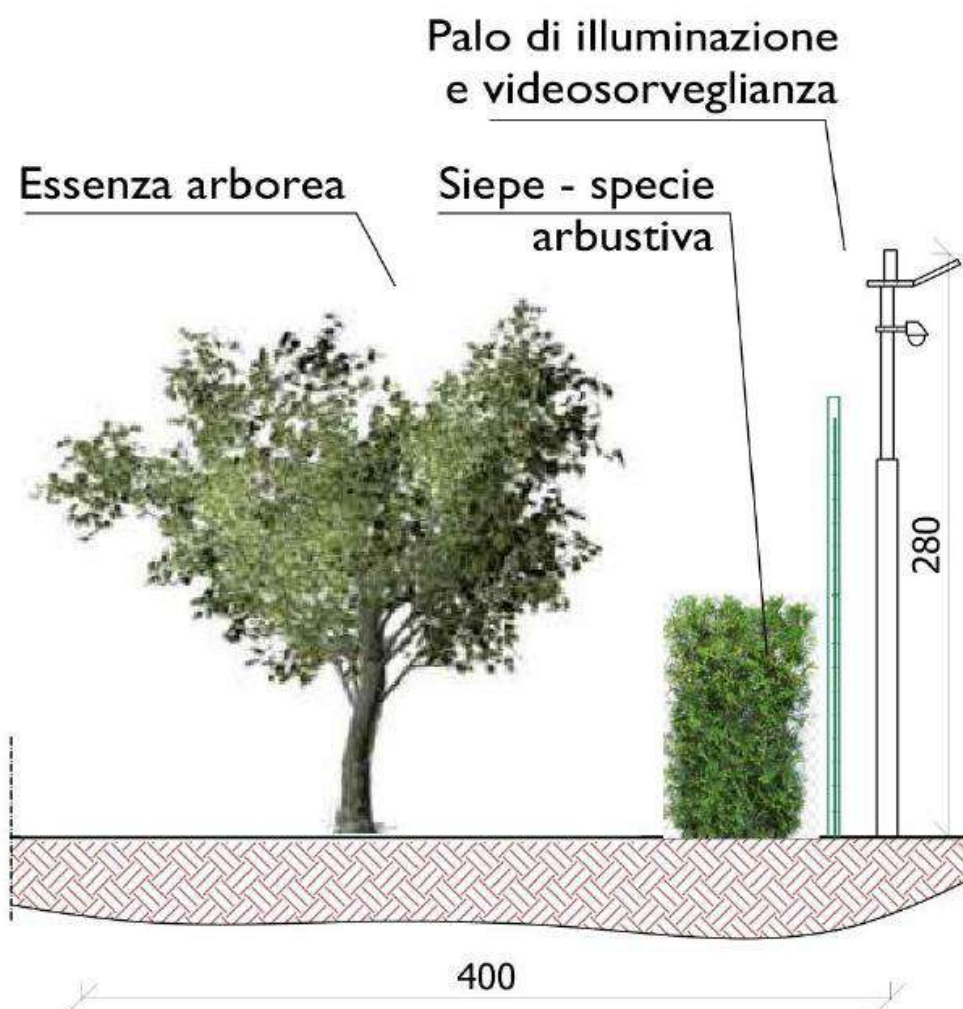 Palo di illuminazione
e videosorveglianza
Essenza arborea
Siepe - specie
arbustiva
280
400